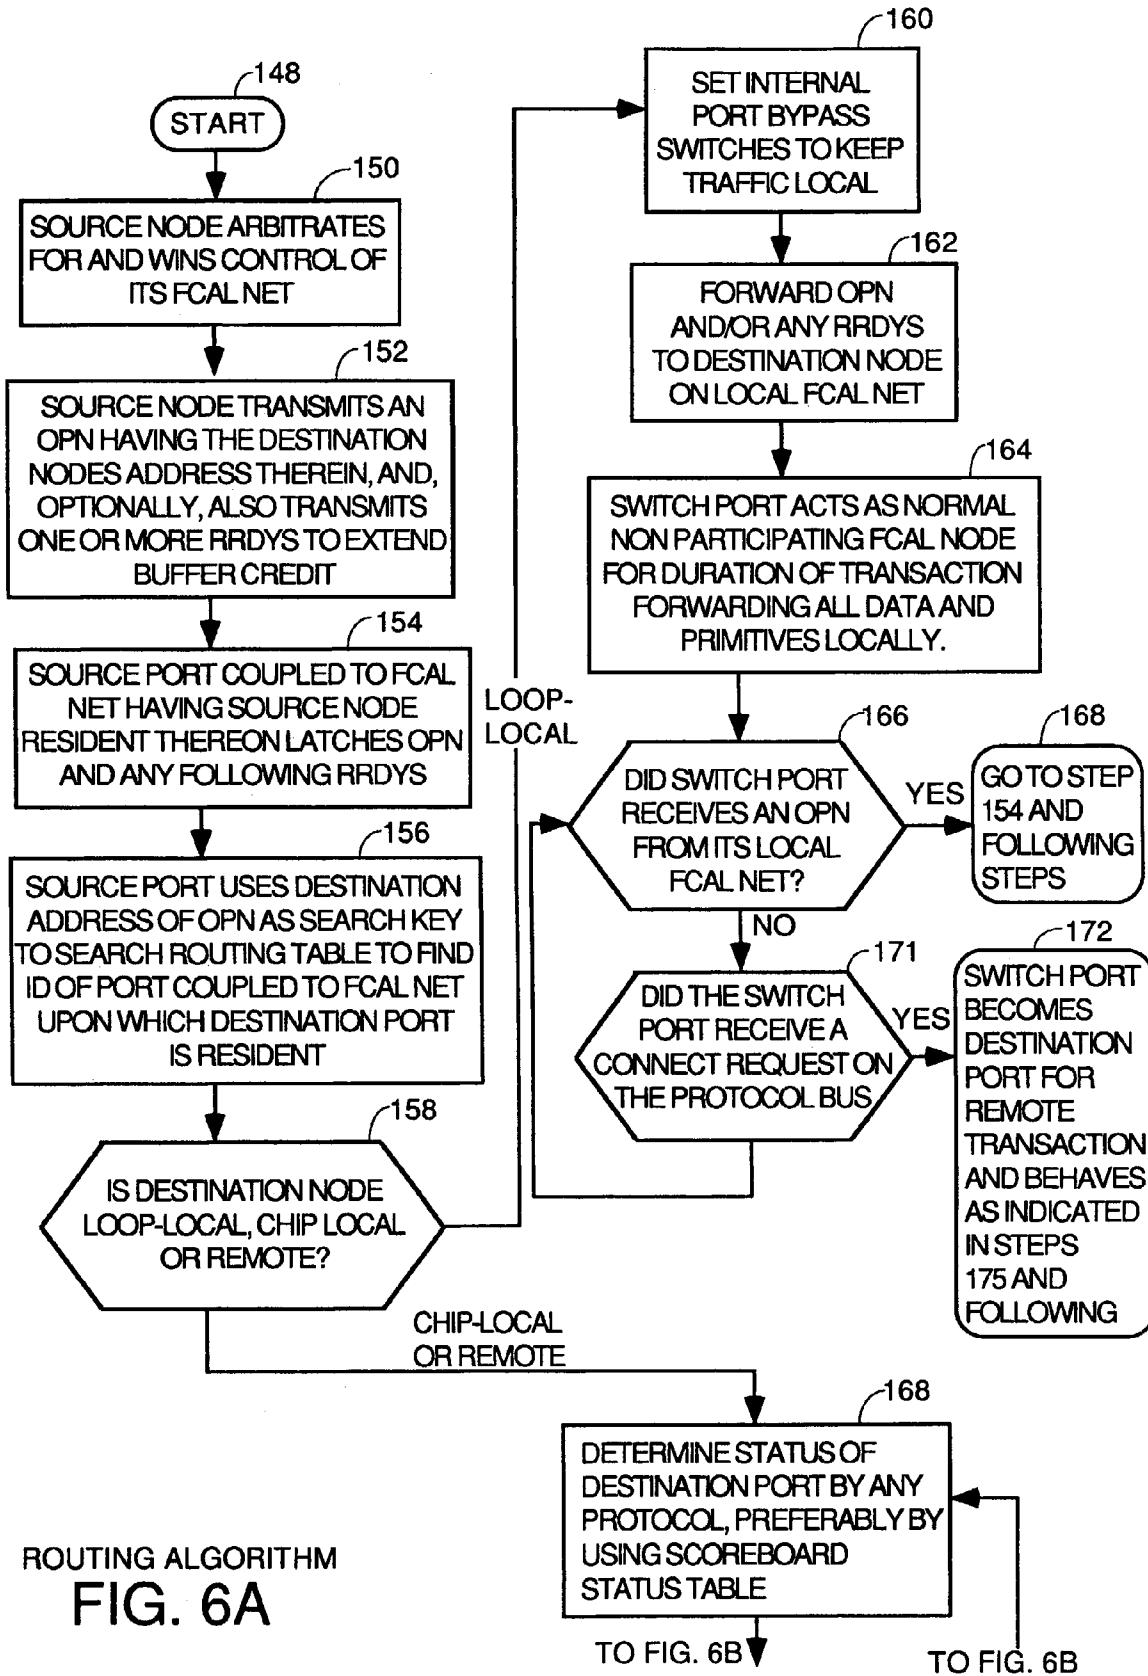 148
START
150
SOURCE NODE ARBITRATES
FOR AND WINS CONTROL OF
ITS FCAL NET
152
SOURCE NODE TRANSMITS AN
OPN HAVING THE DESTINATION
NODES ADDRESS THEREIN, AND,
OPTIONALLY, ALSO TRANSMITS
ONE OR MORE RRDYS TO EXTEND
BUFFER CREDIT
154
SOURCE PORT COUPLED TO FCAL
NET HAVING SOURCE NODE
RESIDENT THEREON LATCHES OPN
AND ANY FOLLOWING RRDYS
156
SOURCE PORT USES DESTINATION
ADDRESS OF OPN AS SEARCH KEY
TO SEARCH ROUTING TABLE TO FIND
ID OF PORT COUPLED TO FCAL NET
UPON WHICH DESTINATION PORT
IS RESIDENT
158
IS DESTINATION NODE
LOOP-LOCAL, CHIP LOCAL
OR REMOTE?
LOOP-
LOCAL
160
SET INTERNAL
PORT BYPASS
SWITCHES TO KEEP
TRAFFIC LOCAL
162
FORWARD OPN
AND/OR ANY RRDYS
TO DESTINATION NODE
ON LOCAL FCAL NET
164
SWITCH PORT ACTS AS NORMAL
NON PARTICIPATING FCAL NODE
FOR DURATION OF TRANSACTION
FORWARDING ALL DATA AND
PRIMITIVES LOCALLY.
166
DID SWITCH PORT
RECEIVES AN OPN
FROM ITS LOCAL
FCAL NET?
YES
168
GO TO STEP
154 AND
FOLLOWING
STEPS
NO
171
DID THE SWITCH
PORT RECEIVE A
CONNECT REQUEST ON
THE PROTOCOL BUS
YES
172
SWITCH PORT
BECOMES
DESTINATION
PORT FOR
REMOTE
TRANSACTION
AND BEHAVES
AS INDICATED
IN STEPS
175 AND
FOLLOWING
CHIP-LOCAL
OR REMOTE
168
DETERMINE STATUS OF
DESTINATION PORT BY ANY
PROTOCOL, PREFERABLY BY
USING SCOREBOARD
STATUS TABLE
TO FIG. 6B
TO FIG. 6B
ROUTING ALGORITHM
FIG. 6A